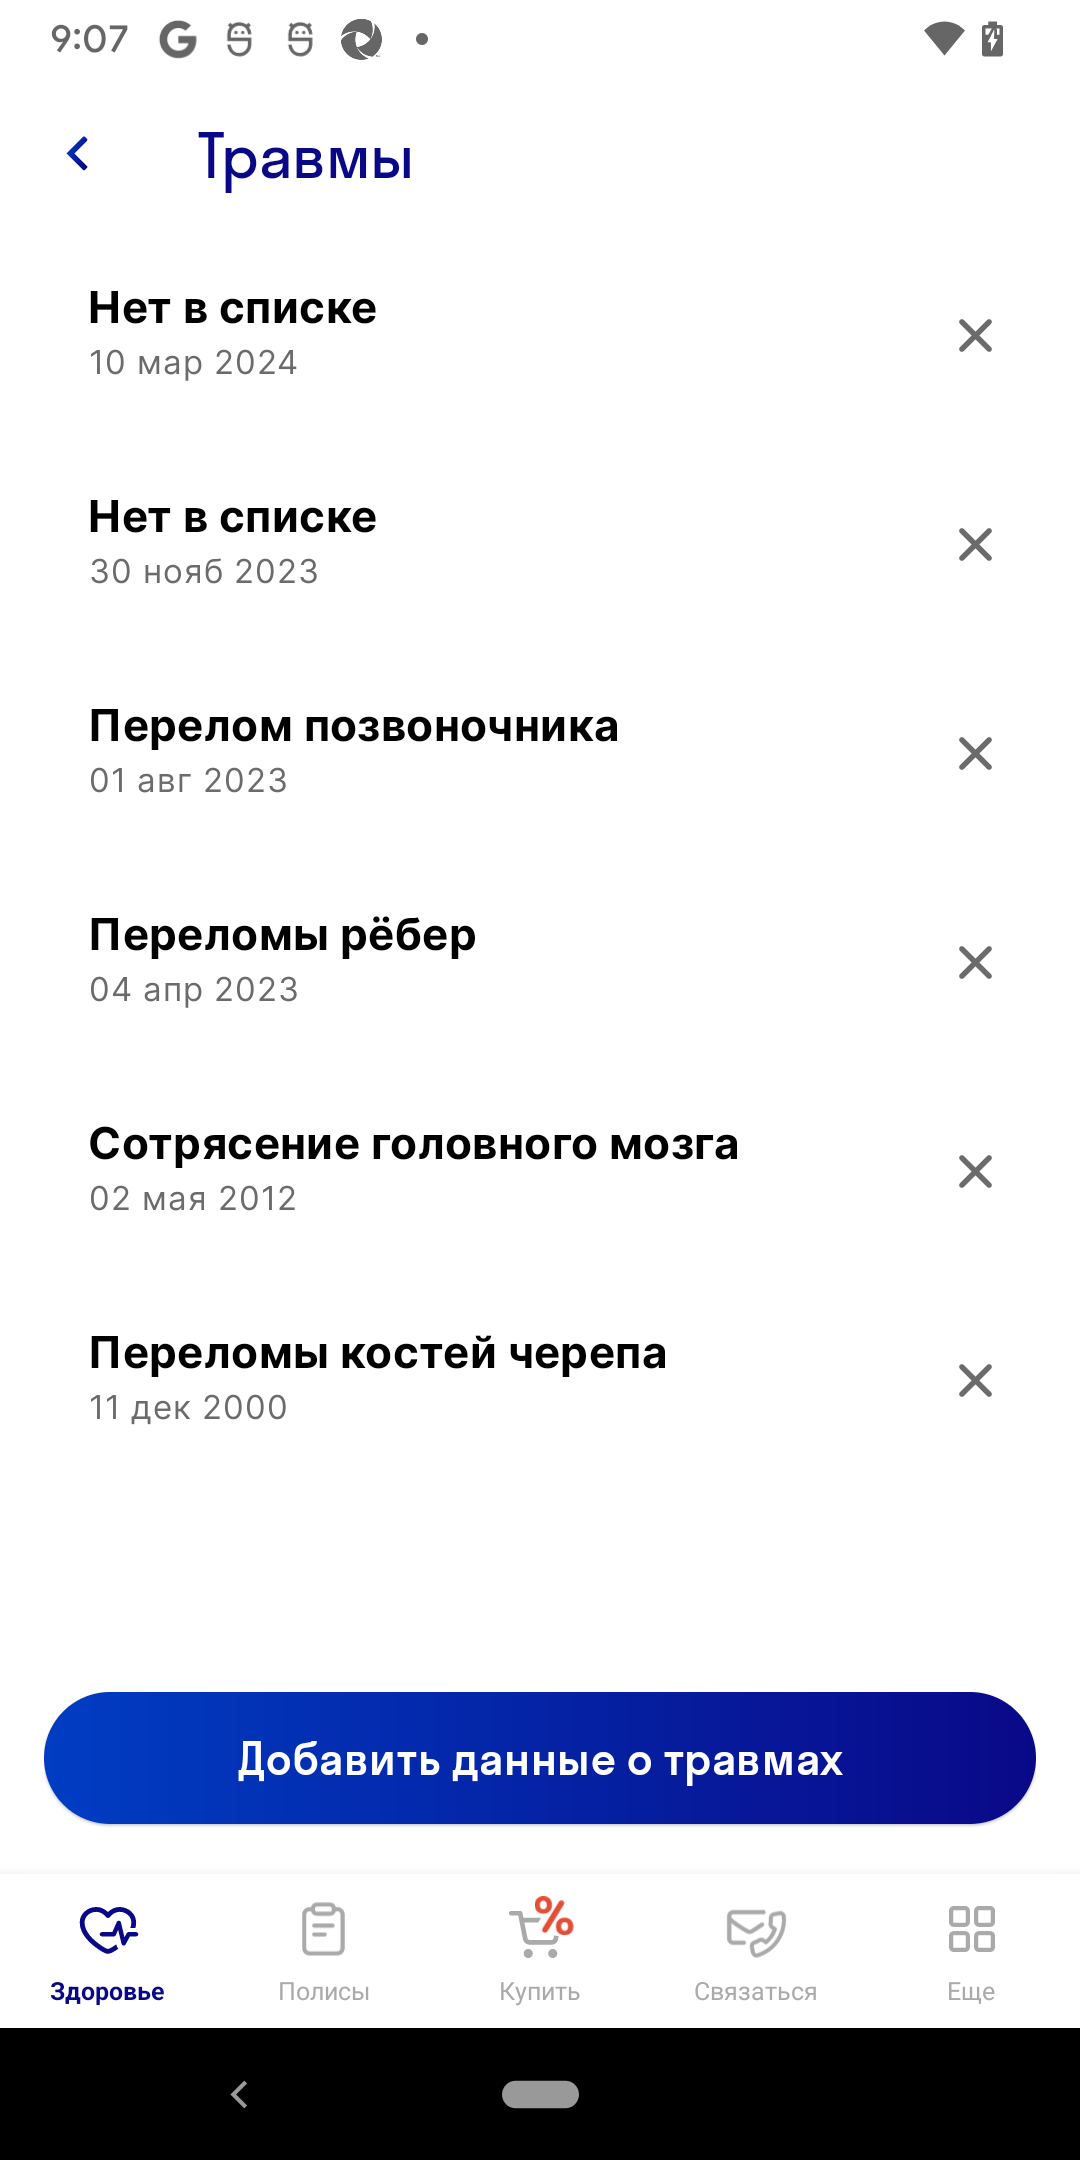 9:07
Травмы
Нет в списке
10 мар 2024
Нет в списке
30 нояб 2023
Перелом позвоночника
01 авг 2023
Переломы рёбер
04 апр 2023
Сотрясение головного мозга
02 мая 2012
Переломы костей черепа
11 дек 2000
Добавить данные о травмах
Здоровье Полисы Купить Связаться Еще